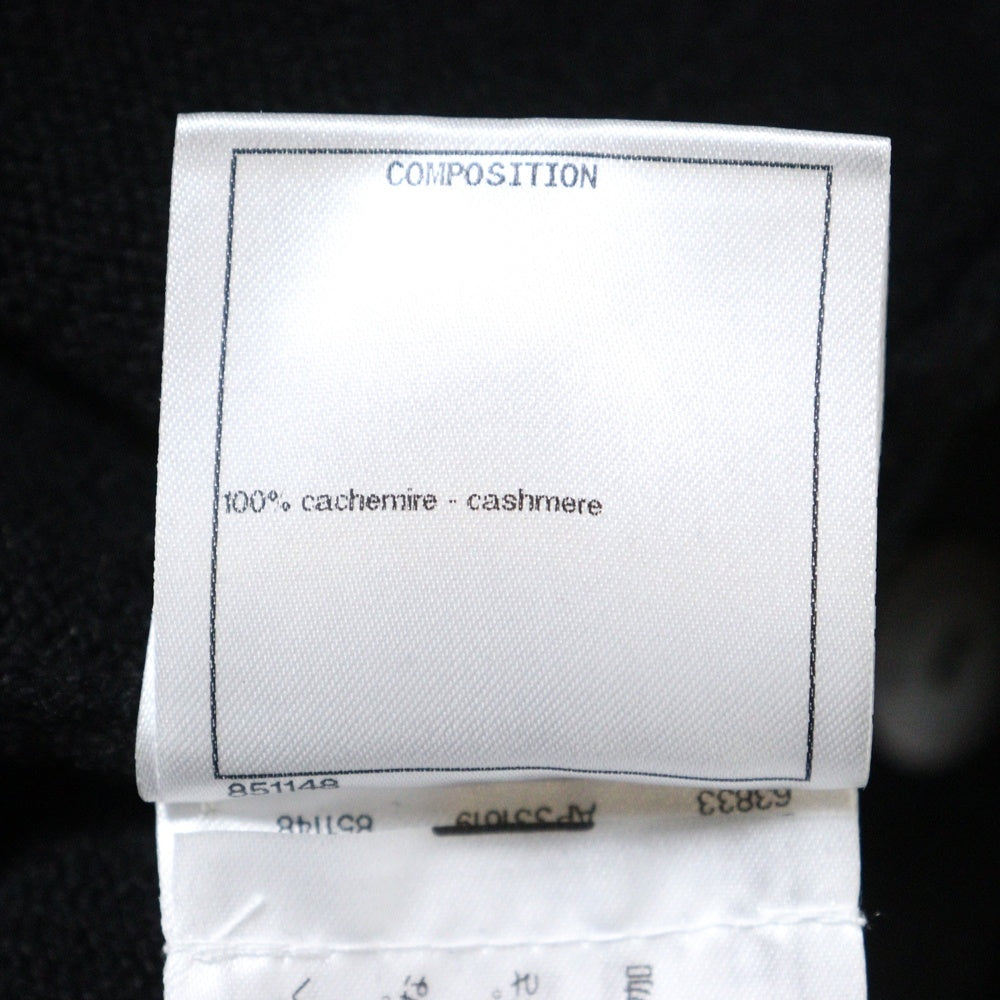 COMPOSITION
100% cachemire - cashmere
851148
851148 63833